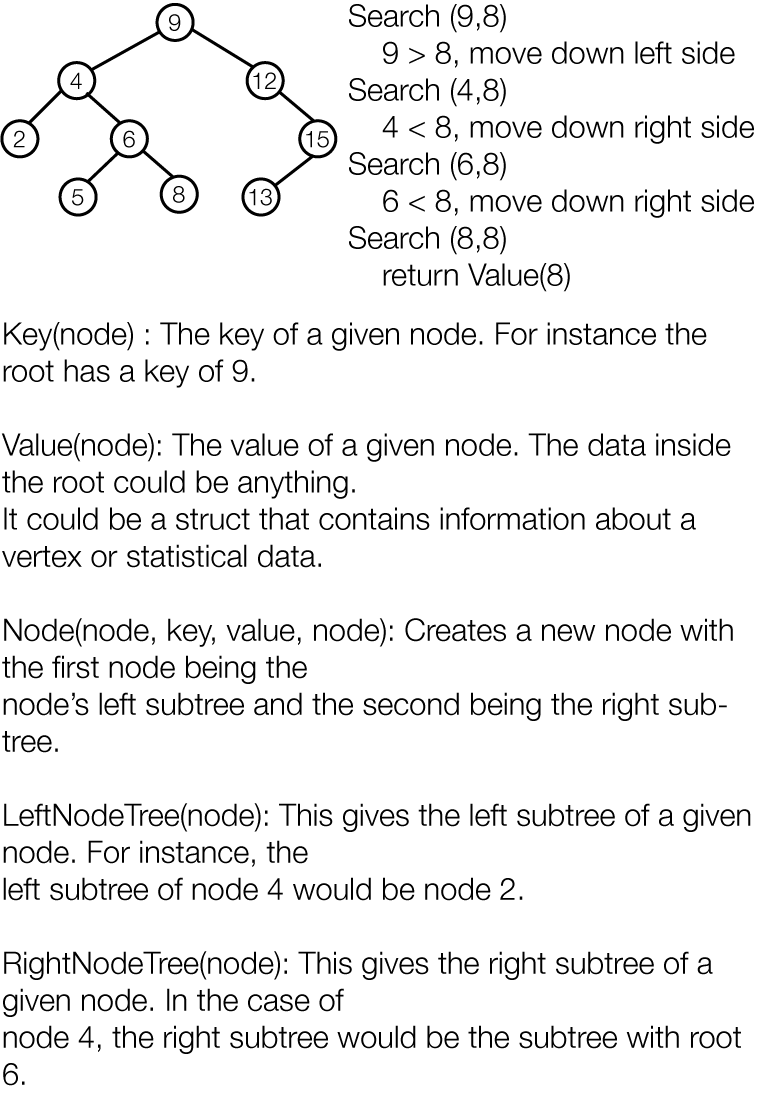 9
4
12
2
6
15
5
8
13
Search (9,8)
9 > 8, move down left side
Search (4,8)
4 < 8, move down right side
Search (6,8)
6 < 8, move down right side
Search (8,8)
return Value(8)
Key(node) : The key of a given node. For instance the
root has a key of 9.
Value(node): The value of a given node. The data inside
the root could be anything.
It could be a struct that contains information about a
vertex or statistical data.
Node(node, key, value, node): Creates a new node with
the first node being the
node’s left subtree and the second being the right sub-
tree.
LeftNodeTree(node): This gives the left subtree of a given
node. For instance, the
left subtree of node 4 would be node 2.
RightNodeTree(node): This gives the right subtree of a
given node. In the case of
node 4, the right subtree would be the subtree with root
6.